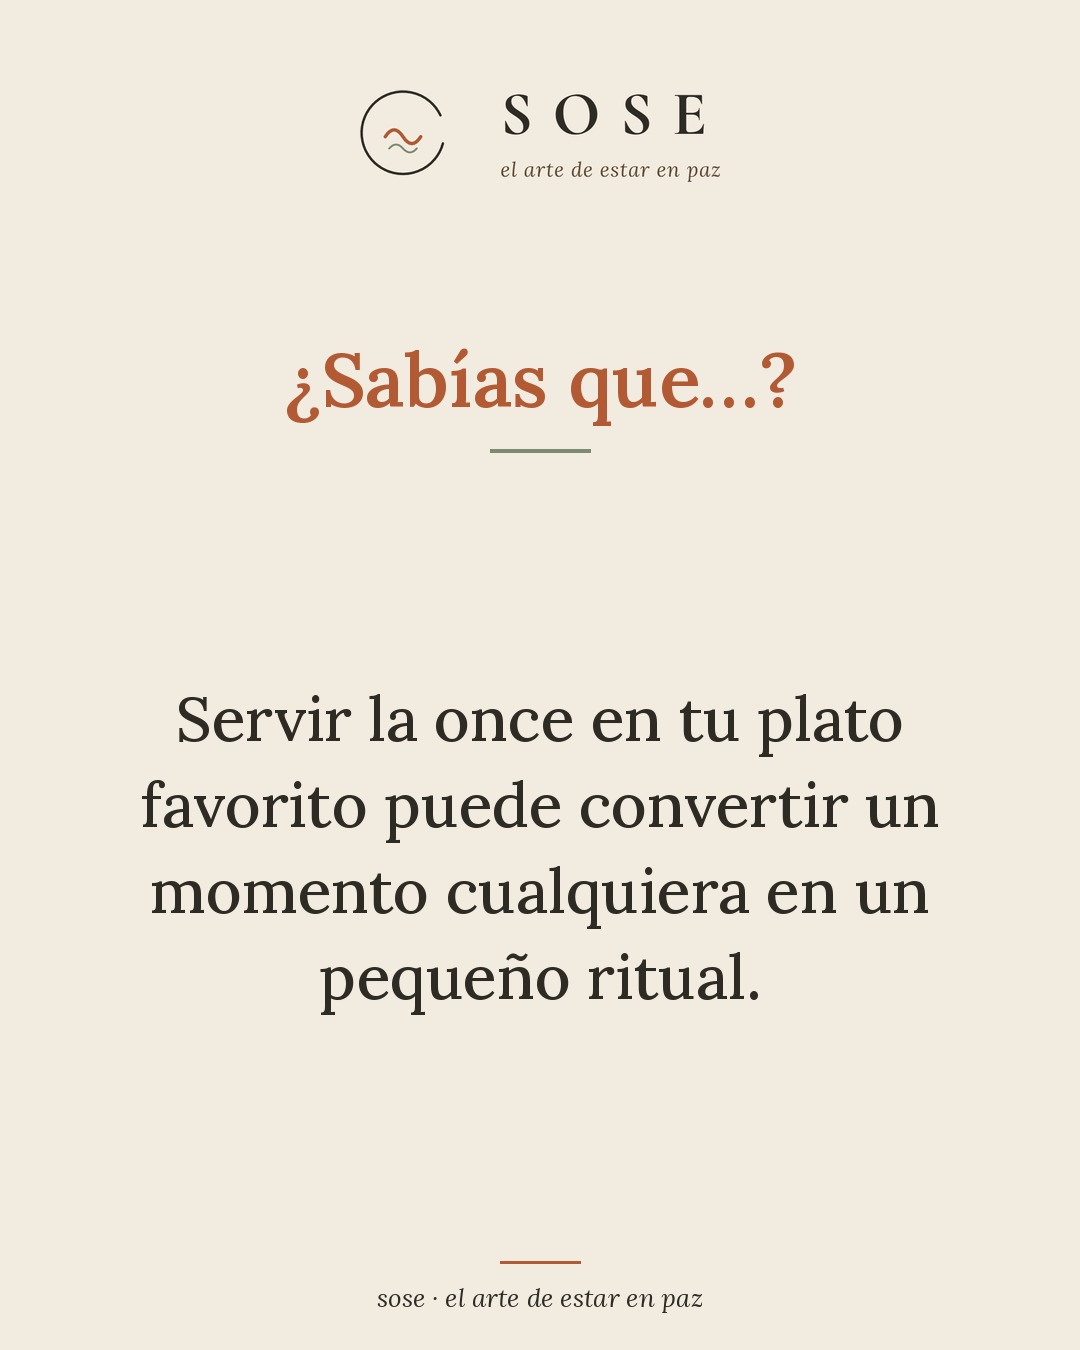 SOSE
el arte de estar en paz
¿Sabías que...?
Servir la once en tu plato
favorito puede convertir un
momento cualquiera en un
pequeño ritual.
sose · el arte de estar en paz